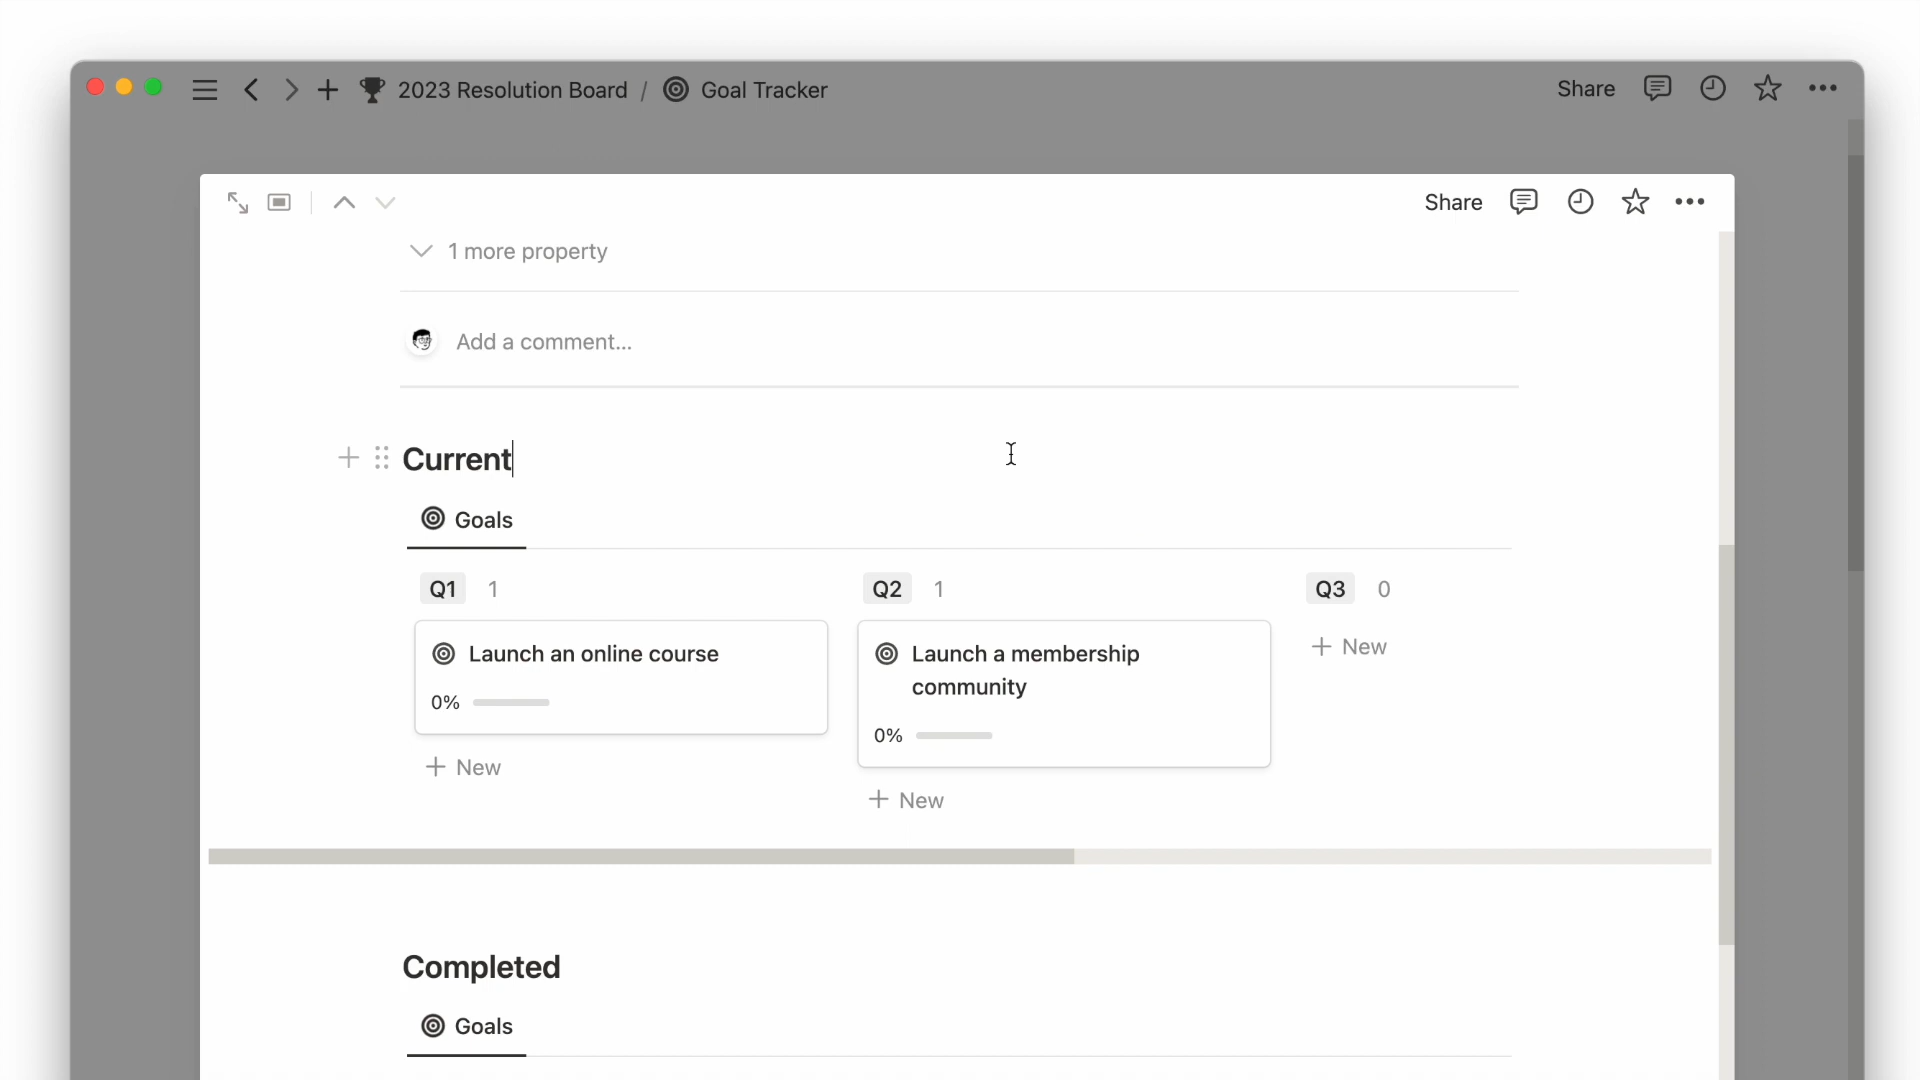 2023 Resolution Board / Goal Tracker
Share
Share
1 more property
Add a comment...
Current
Goals
Q1 1
Q2 1
Q3 0
Launch an online course
0%
+ New
Launch a membership
community
0%
+ New
+ New
Completed
Goals